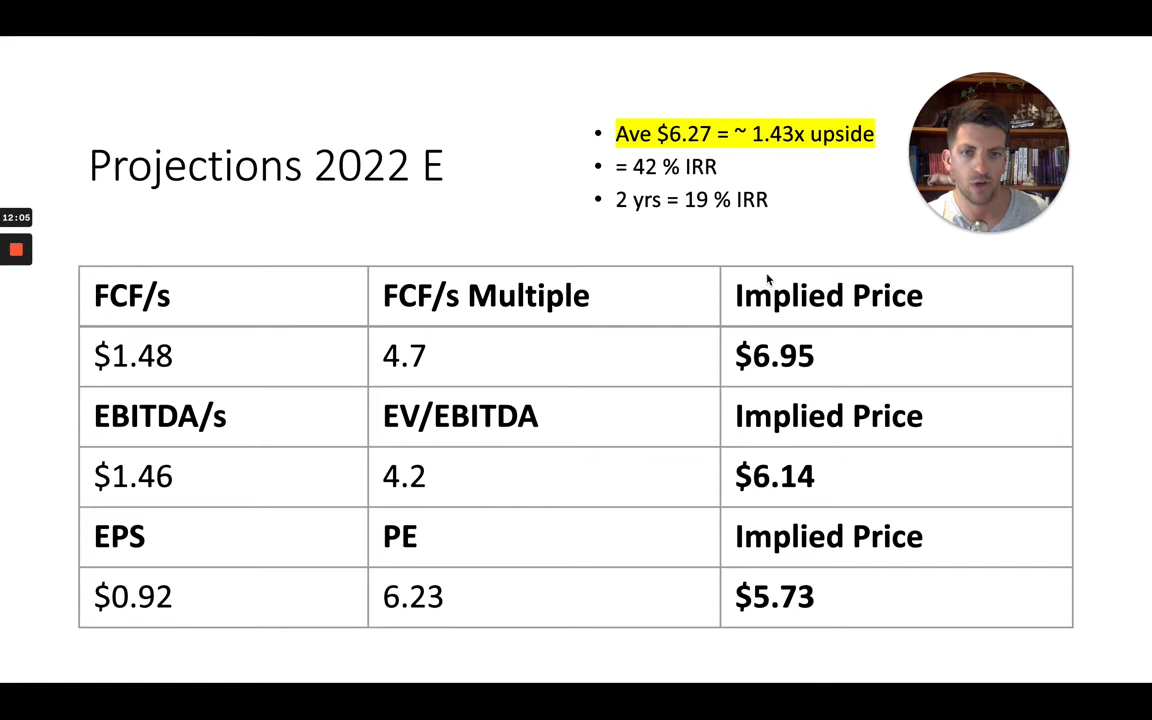 Projections 2022 E
• Ave $6.27 = ~ 1.43x upside
• = 42 % IRR
• 2 yrs = 19 % IRR
12:05
FCF/s FCF/s Multiple Implied Price
$1.48 4.7 $6.95
EBITDA/s EV/EBITDA Implied Price
$1.46 4.2 $6.14
EPS PE Implied Price
$0.92 6.23 $5.73